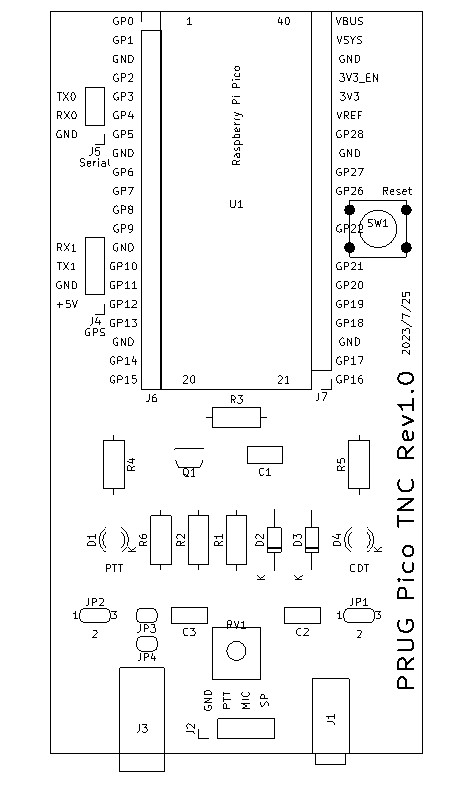 GP0 1 40 VBUS
GP1 VSYS
GND GND
GP2 3V3_EN
TX0 GP3 3V3
RX0 GP4 VREF
GND GP5 GP28
J5 GND GND
Serial GP6 GP27
GP7 GP26 Reset
Raspberry Pi Pico
U1
GP8
GP9 GP22 SW1
RX1 GND
TX1 GP10 GP21
GND GP11 GP20
+5V GP12 GP19
J4 GP13 GP18
GPS GND GND
GP14 GP17
GP15 20 21 GP16
2023/7/25
J6 J7
R3
R4 Q1 C1 R5
D1 K R6 R2 R1 D2 K D3 K D4 K
PTT CDT
JP2 JP1
1 3 JP3 C3 RV1 C2 1 3
2 JP4 2
GND PTT MIC SP
J3 J2 J1
PRUG Pico TNC Rev1.0